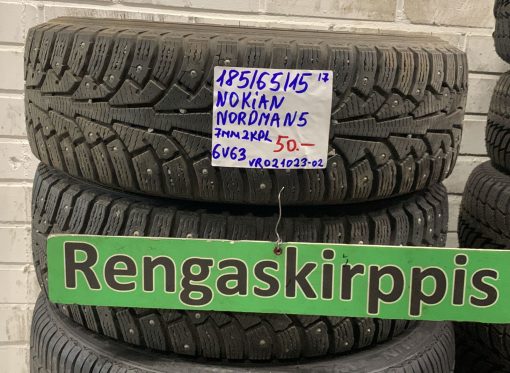 185/65/15 17
NOKiAN
NORDMAN5
7MM 2KPL 50.-
6V63 VR021023-02
Rengaskirppis